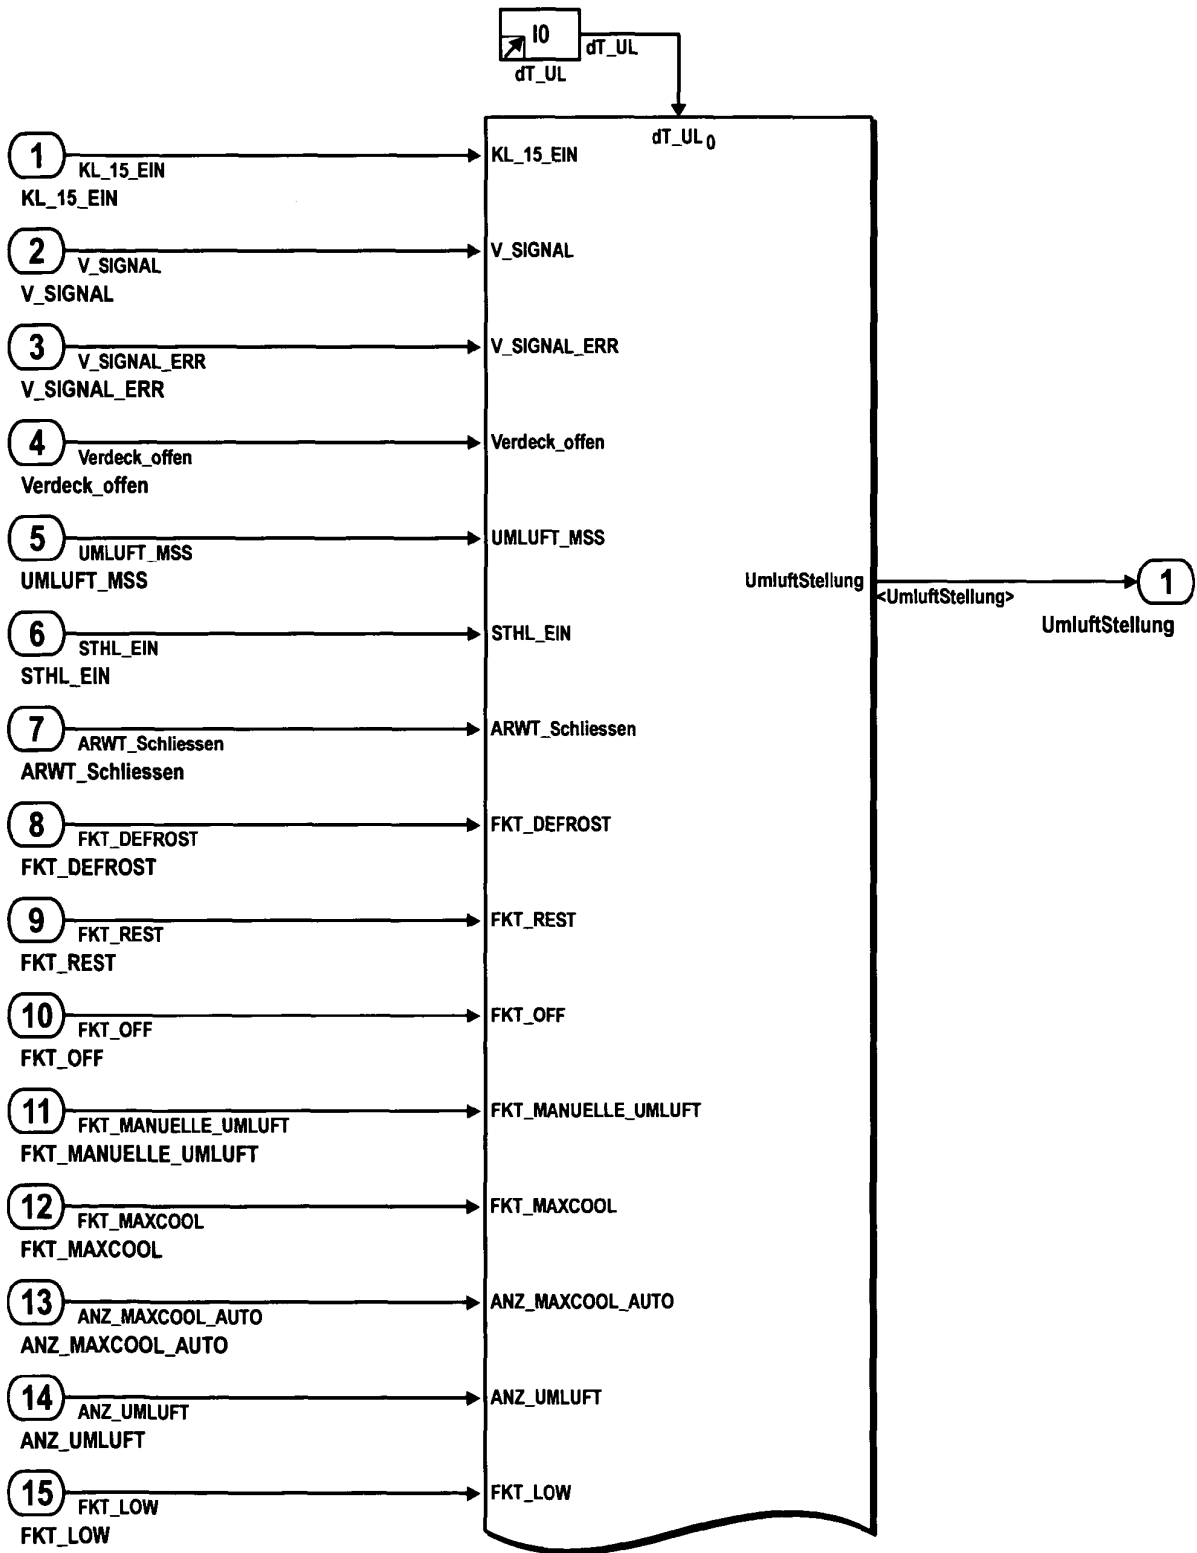 I0
dT_UL
dT_UL
dT_UL 0
1
KL_15_EIN
KL_15_EIN
KL_15_EIN
2
V_SIGNAL
V_SIGNAL
V_SIGNAL
3
V_SIGNAL_ERR
V_SIGNAL_ERR
V_SIGNAL_ERR
4
Verdeck_offen
Verdeck_offen
Verdeck_offen
5
UMLUFT_MSS
UMLUFT_MSS
UMLUFT_MSS
UmluftStellung
<UmluftStellung>
1
UmluftStellung
6
STHL_EIN
STHL_EIN
STHL_EIN
7
ARWT_Schliessen
ARWT_Schliessen
ARWT_Schliessen
8
FKT_DEFROST
FKT_DEFROST
FKT_DEFROST
9
FKT_REST
FKT_REST
FKT_REST
10
FKT_OFF
FKT_OFF
FKT_OFF
11
FKT_MANUELLE_UMLUFT
FKT_MANUELLE_UMLUFT
FKT_MANUELLE_UMLUFT
12
FKT_MAXCOOL
FKT_MAXCOOL
FKT_MAXCOOL
13
ANZ_MAXCOOL_AUTO
ANZ_MAXCOOL_AUTO
ANZ_MAXCOOL_AUTO
14
ANZ_UMLUFT
ANZ_UMLUFT
ANZ_UMLUFT
15
FKT_LOW
FKT_LOW
FKT_LOW